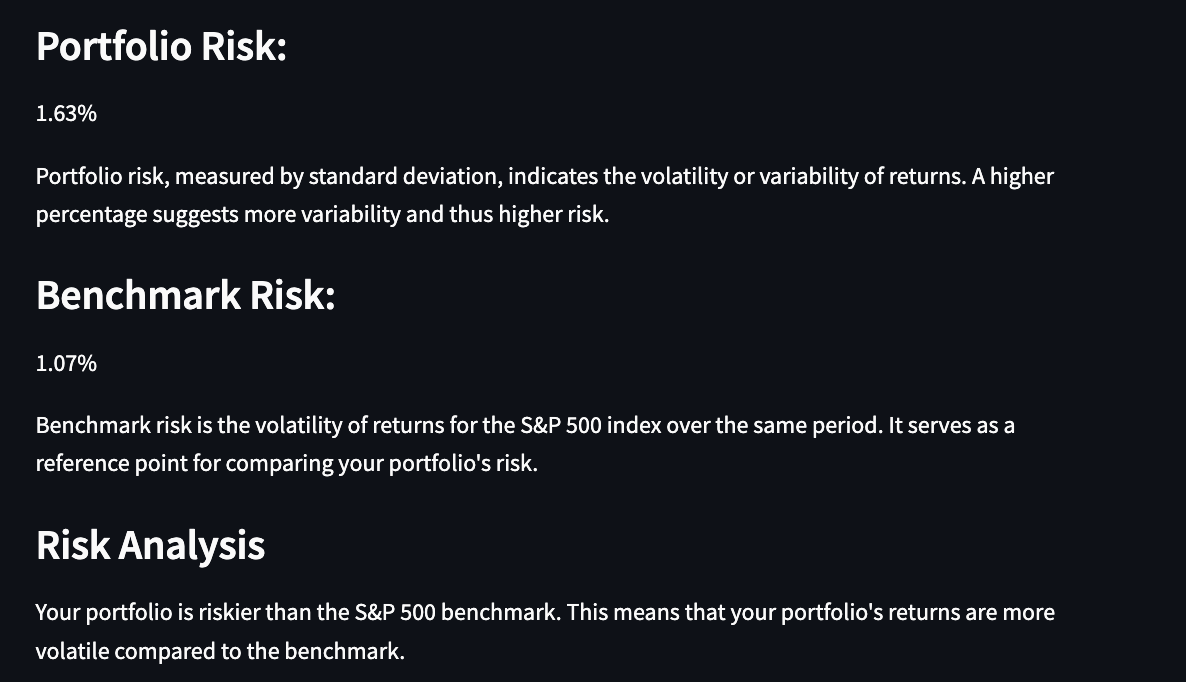 Portfolio Risk:
1.63%
Portfolio risk, measured by standard deviation, indicates the volatility or variability of returns. A higher
percentage suggests more variability and thus higher risk.
Benchmark Risk:
1.07%
Benchmark risk is the volatility of returns for the S&P 500 index over the same period. It serves as a
reference point for comparing your portfolio's risk.
Risk Analysis
Your portfolio is riskier than the S&P 500 benchmark. This means that your portfolio's returns are more
volatile compared to the benchmark.